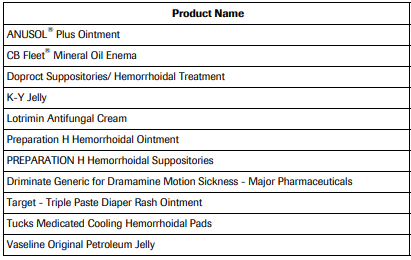 Product Name
ANUSOL® Plus Ointment
CB Fleet® Mineral Oil Enema
Doproct Suppositories/ Hemorrhoidal Treatment
K-Y Jelly
Lotrimin Antifungal Cream
Preparation H Hemorrhoidal Ointment
PREPARATION H Hemorrhoidal Suppositories
Driminate Generic for Dramamine Motion Sickness - Major Pharmaceuticals
Target - Triple Paste Diaper Rash Ointment
Tucks Medicated Cooling Hemorrhoidal Pads
Vaseline Original Petroleum Jelly